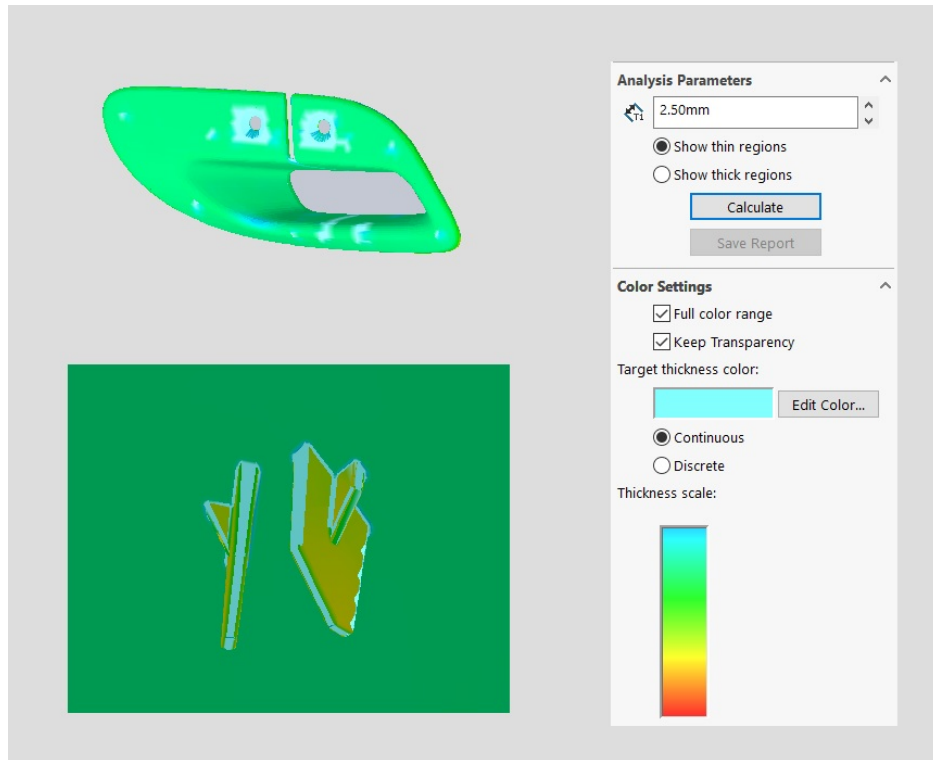 Analysis Parameters
T1
2.50mm
Show thin regions
Show thick regions
Calculate
Save Report
Color Settings
Full color range
Keep Transparency
Target thickness color:
Edit Color...
Continuous
Discrete
Thickness scale: